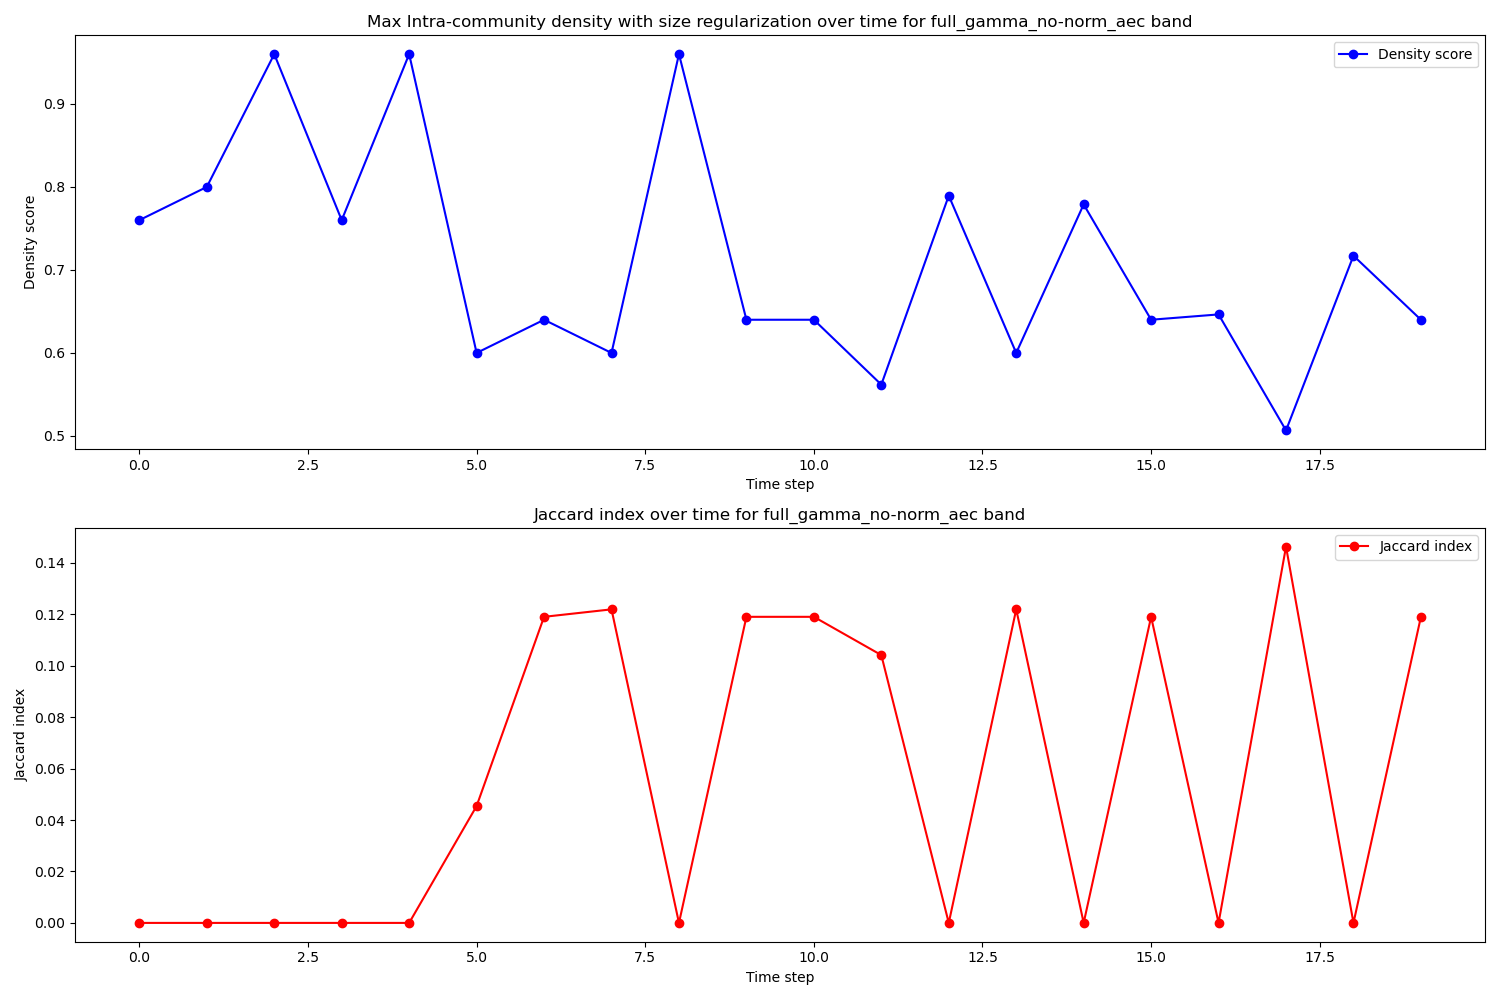 Max Intra-community density with size regularization over time for full_gamma_no-norm_aec band
Density score
0.9
0.8
0.7
0.6
0.5
Density score
0.0 2.5 5.0 7.5 10.0 12.5 15.0 17.5
Time step
Jaccard index over time for full_gamma_no-norm_aec band
Jaccard index
0.14
0.12
0.10
0.08
0.06
0.04
0.02
0.00
Jaccard index
0.0 2.5 5.0 7.5 10.0 12.5 15.0 17.5
Time step